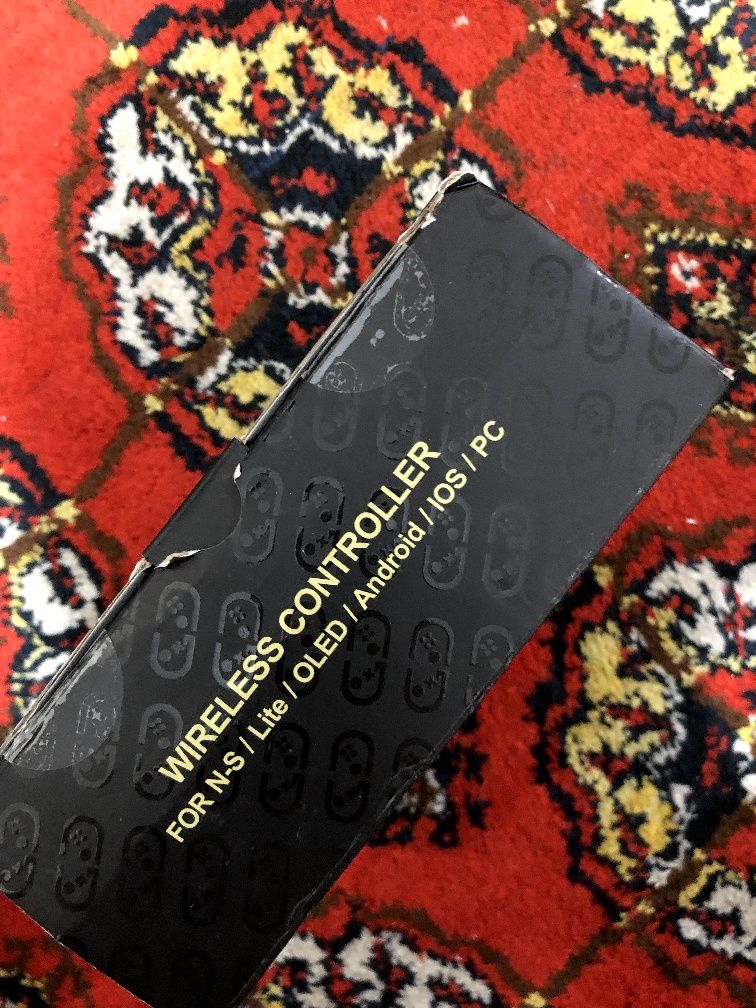 WIRELESS CONTROLLER
FOR N-S / Lite / OLED / Android / IOS / PC